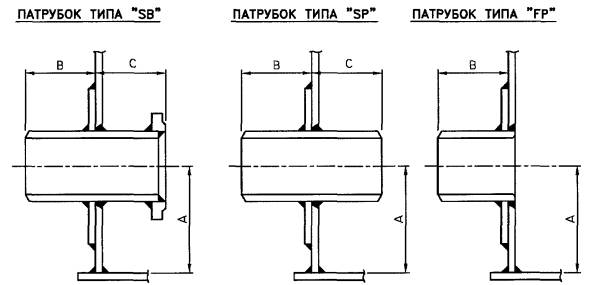 ПАТРУБОК ТИПА "SB" ПАТРУБОК ТИПА "SP" ПАТРУБОК ТИПА "FP"
B C B C B
A A A